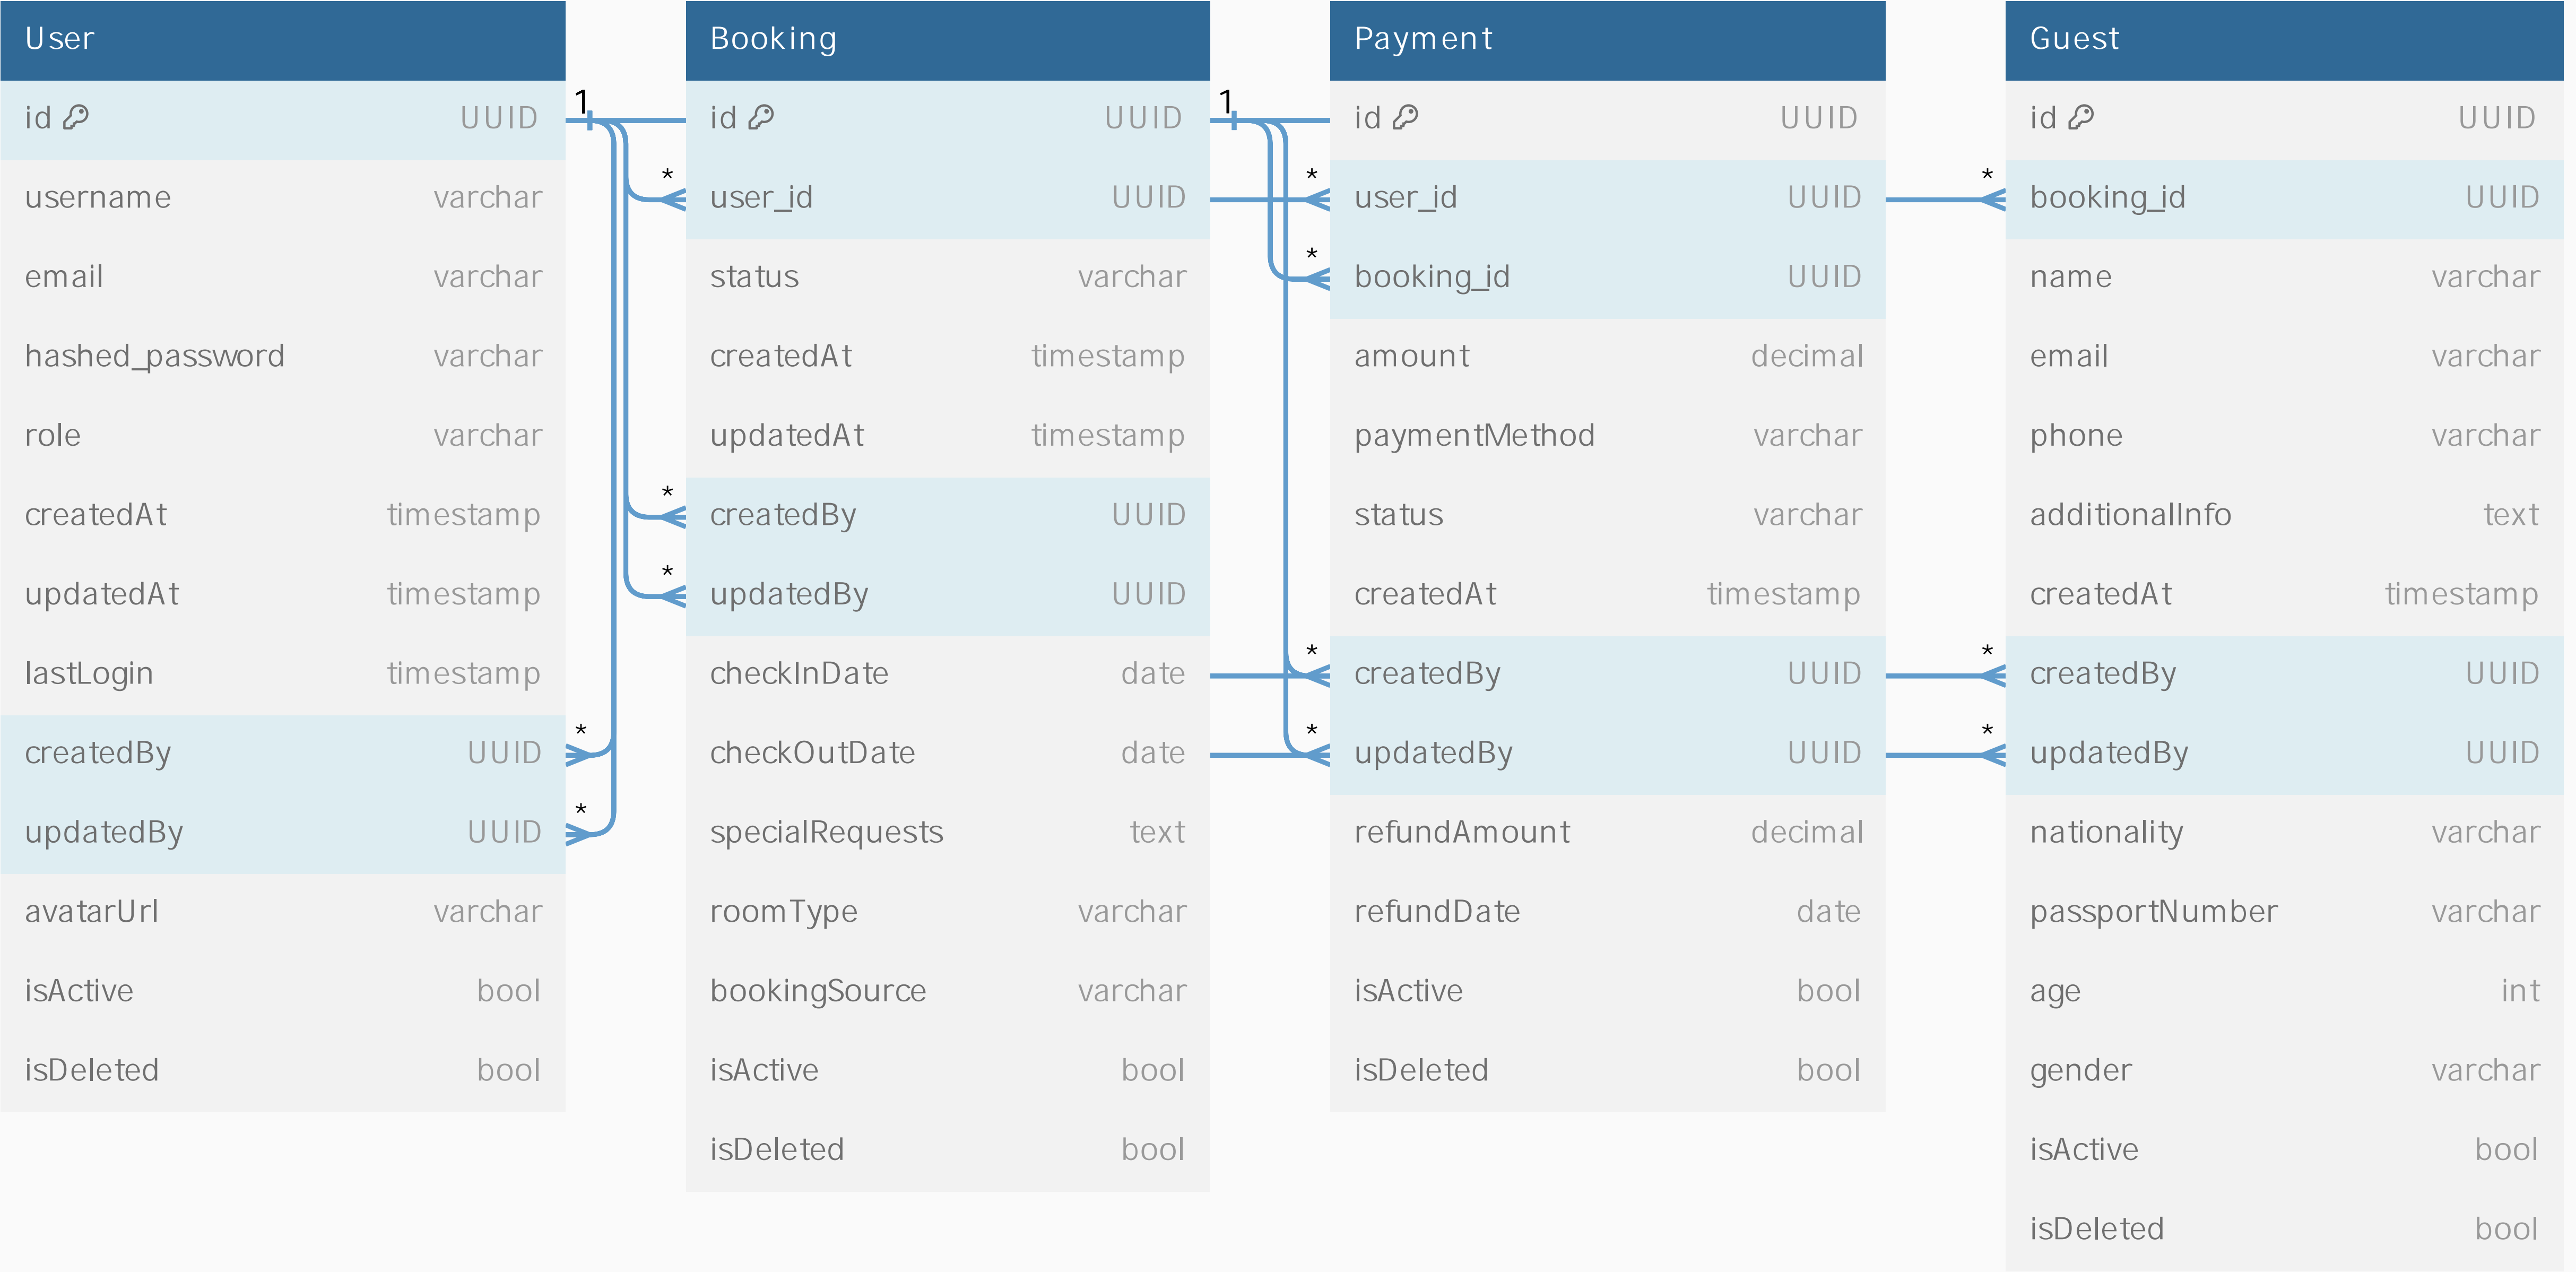 User
id UUID
username varchar
email varchar
hashed_password varchar
role varchar
createdAt timestamp
updatedAt timestamp
lastLogin timestamp
createdBy UUID
updatedBy UUID
avatarUrl varchar
isActive bool
isDeleted bool
1
*
*
*
*
*
Booking
id UUID
user_id UUID
status varchar
createdAt timestamp
updatedAt timestamp
createdBy UUID
updatedBy UUID
checkInDate date
checkOutDate date
specialRequests text
roomType varchar
bookingSource varchar
isActive bool
isDeleted bool
1
*
*
*
*
Payment
id UUID
user_id UUID
booking_id UUID
amount decimal
paymentMethod varchar
status varchar
createdAt timestamp
createdBy UUID
updatedBy UUID
refundAmount decimal
refundDate date
isActive bool
isDeleted bool
*
*
*
Guest
id UUID
booking_id UUID
name varchar
email varchar
phone varchar
additionalInfo text
createdAt timestamp
createdBy UUID
updatedBy UUID
nationality varchar
passportNumber varchar
age int
gender varchar
isActive bool
isDeleted bool